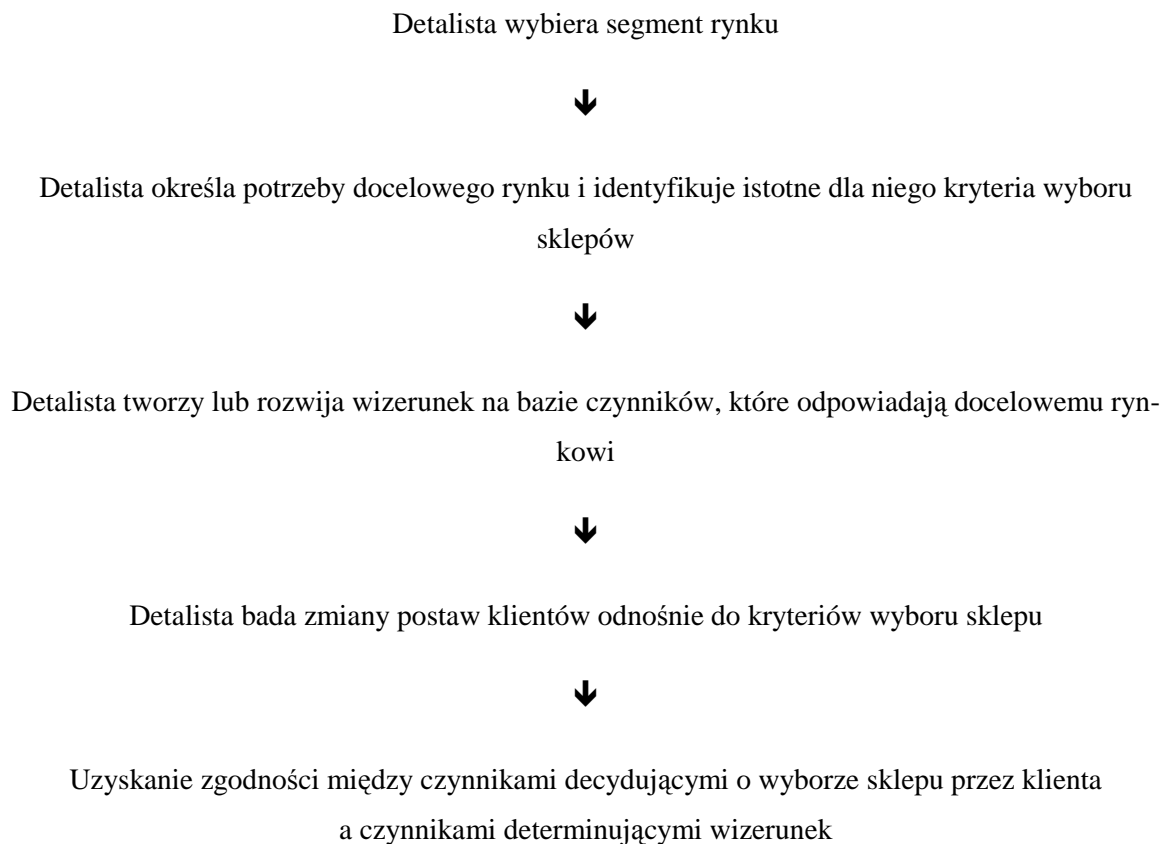 Detalista wybiera segment rynku
🡻
Detalista określa potrzeby docelowego rynku i identyfikuje istotne dla niego kryteria wyboru
sklepów
🡻
Detalista tworzy lub rozwija wizerunek na bazie czynników, które odpowiadają docelowemu ryn-
kowi
🡻
Detalista bada zmiany postaw klientów odnośnie do kryteriów wyboru sklepu
🡻
Uzyskanie zgodności między czynnikami decydującymi o wyborze sklepu przez klienta
a czynnikami determinującymi wizerunek